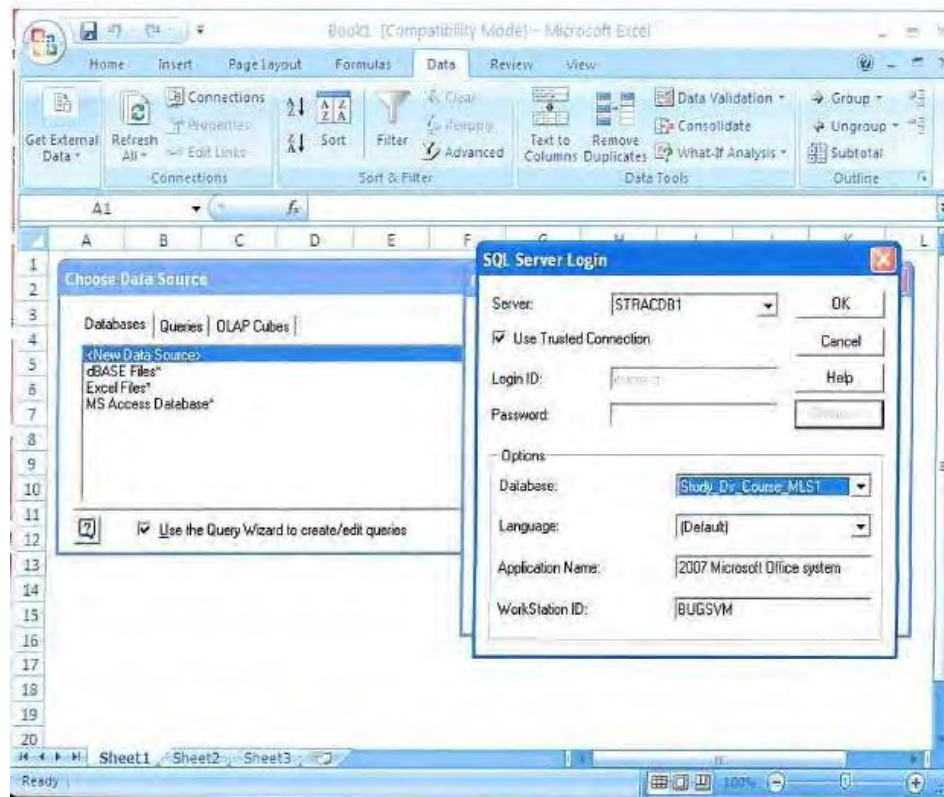 Book1 [Compatibility Mode] - Microsoft Excel
Home Insert Page Layout Formulas Data Review View
Get External Data
Refresh All
Connections
Properties
Edit Links
Connections
Sort
Filter
Clear
Reapply
Advanced
Sort & Filter
Text to Columns
Remove Duplicates
Data Validation
Consolidate
What-If Analysis
Data Tools
Group
Ungroup
Subtotal
Outline
A1
fx
A B C D E F G H I J K L
1
2
3
4
5
6
7
8
9
10
11
12
13
14
15
16
17
18
19
20
Choose Data Source
Databases Queries OLAP Cubes
<New Data Source>
dBASE Files*
Excel Files*
MS Access Database*
Use the Query Wizard to create/edit queries
SQL Server Login
Server: STRACDB1 OK
Use Trusted Connection Cancel
Login ID: Help
Password:
Options
Database: Study_Dv_Course_MLS1
Language: (Default)
Application Name: 2007 Microsoft Office system
WorkStation ID: BUGSVM
Sheet1 Sheet2 Sheet3
Ready 100%